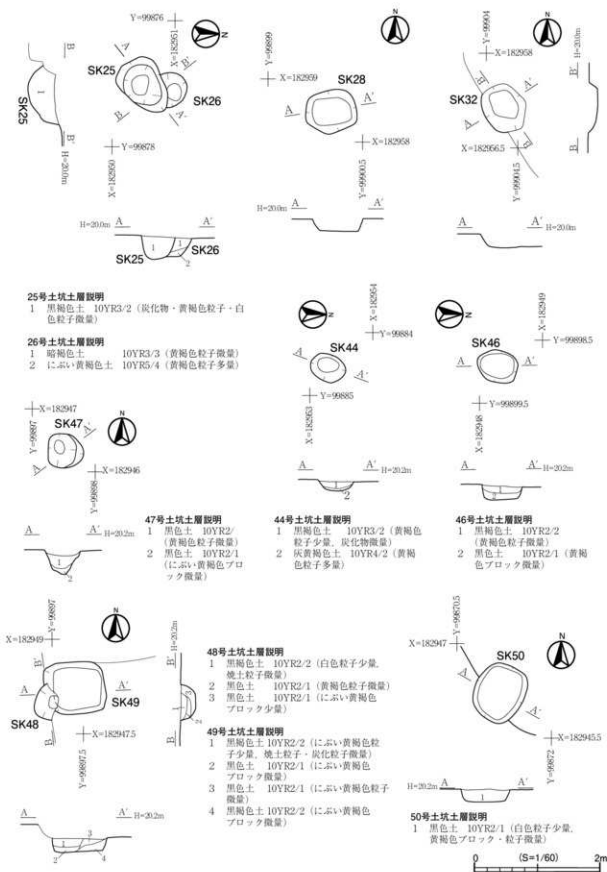 Y=99876
X=182951
N
A
B'
SK25
SK26
B
A'
Y=99878
X=182950
B
B'
1
SK25
H=20.0m
H=20.0m
A
A'
1
1
2
SK25
SK26
N
Y=99899
X=182959
SK28
A
A'
X=182958
Y=99900.5
H=20.0m
A
A'
N
Y=99904
X=182958
SK32
B'
A'
A
B
X=182956.5
Y=99904.5
H=20.0m
B'
B
A
A'
H=20.0m
25号土坑土層説明
1 黒褐色土 10YR3/2(炭化物・黄褐色粒子・白
色粒子微量)
26号土坑土層説明
1 暗褐色土 10YR3/3(黄褐色粒子微量)
2 にぶい黄褐色土 10YR5/4(黄褐色粒子多量)
N
X=182954
Y=99884
SK44
A
A'
Y=99885
X=182953
A
A'
H=20.2m
1
2
N
X=182949
Y=99898.5
SK46
A
A'
Y=99899.5
X=182948
A
A'
H=20.2m
1
2
X=182947
Y=99897
SK47
N
A'
A
X=182946
Y=99898
A
A'
H=20.2m
1
2
47号土坑土層説明
1 黒色土 10YR2/
(黄褐色粒子微量)
2 黒色土 10YR2/1
(にぶい黄褐色ブ
ロック微量)
44号土坑土層説明
1 黒褐色土 10YR3/2(黄褐色
粒子少量、炭化物微量)
2 灰黄褐色土 10YR4/2(黄褐
色粒子多量)
46号土坑土層説明
1 黒褐色土 10YR2/2
(黄褐色粒子微量)
2 黒色土 10YR2/1(黄褐
色ブロック微量)
Y=99897
X=182949
N
B'
A
A'
SK49
SK48
B
X=182947.5
Y=99897.5
H=20.2m
B'
B
3
1
2
A
A'
H=20.2m
1
3
2
4
48号土坑土層説明
1 黒褐色土 10YR2/2(白色粒子少量、
焼土粒子微量)
2 黒色土 10YR2/1(黄褐色粒子微量)
3 黒色土 10YR2/1(にぶい黄褐色
ブロック少量)
49号土坑土層説明
1 黒褐色土 10YR2/2(にぶい黄褐色粒
子少量、焼土粒子・炭化粒子微量)
2 黒色土 10YR2/1(にぶい黄褐色
ブロック微量)
3 黒色土 10YR2/1(にぶい黄褐色粒子
微量)
4 黒褐色土 10YR2/2(にぶい黄褐色
ブロック微量)
Y=99870.5
X=182947
N
SK50
A'
A
X=182945.5
Y=99872
H=20.2m
A
A'
1
50号土坑土層説明
1 黒色土 10YR2/1(白色粒子少量、
黄褐色ブロック・粒子微量)
0 (S=1/60) 2m